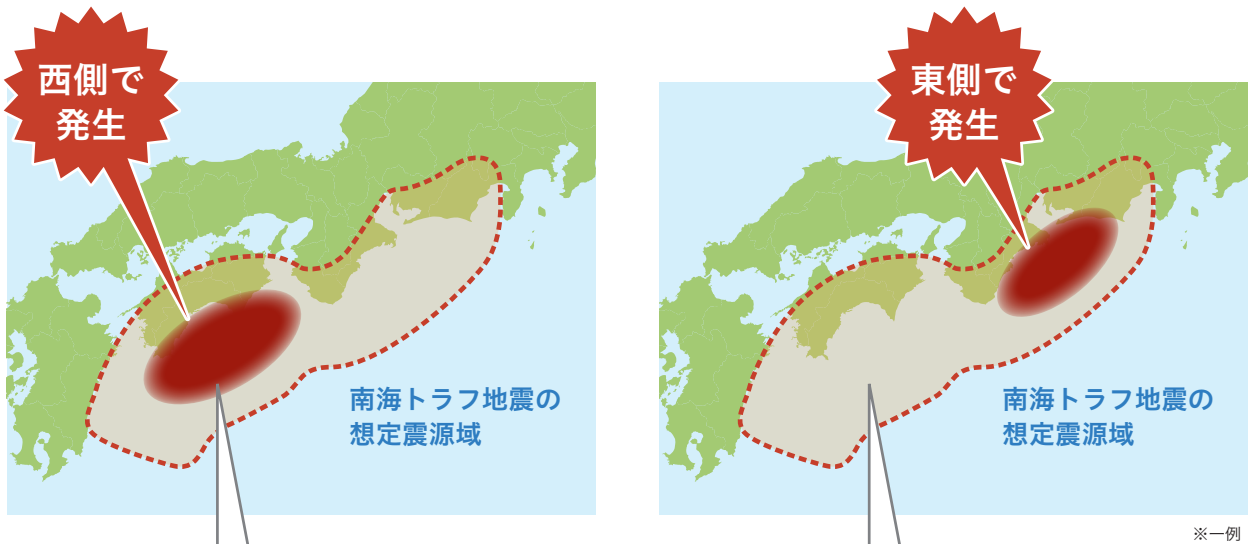 西側で
発生
南海トラフ地震の
想定震源域
東側で
発生
南海トラフ地震の
想定震源域
※一例